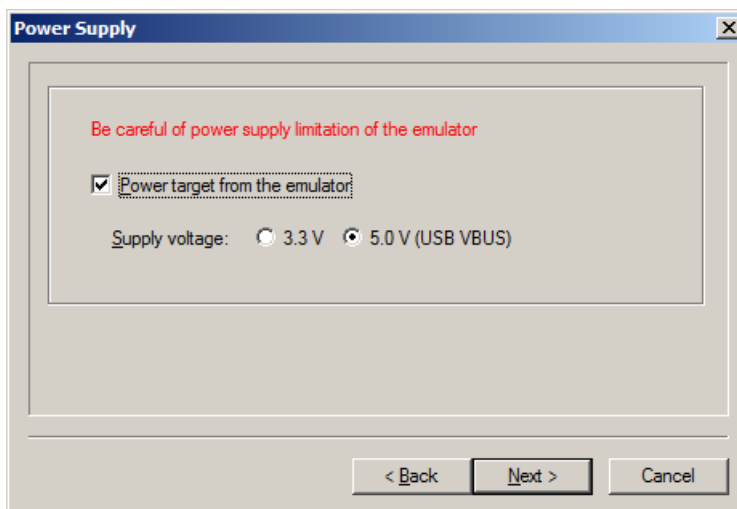 Power Supply
Be careful of power supply limitation of the emulator
Power target from the emulator
Supply voltage: 3.3 V 5.0 V (USB VBUS)
< Back Next > Cancel